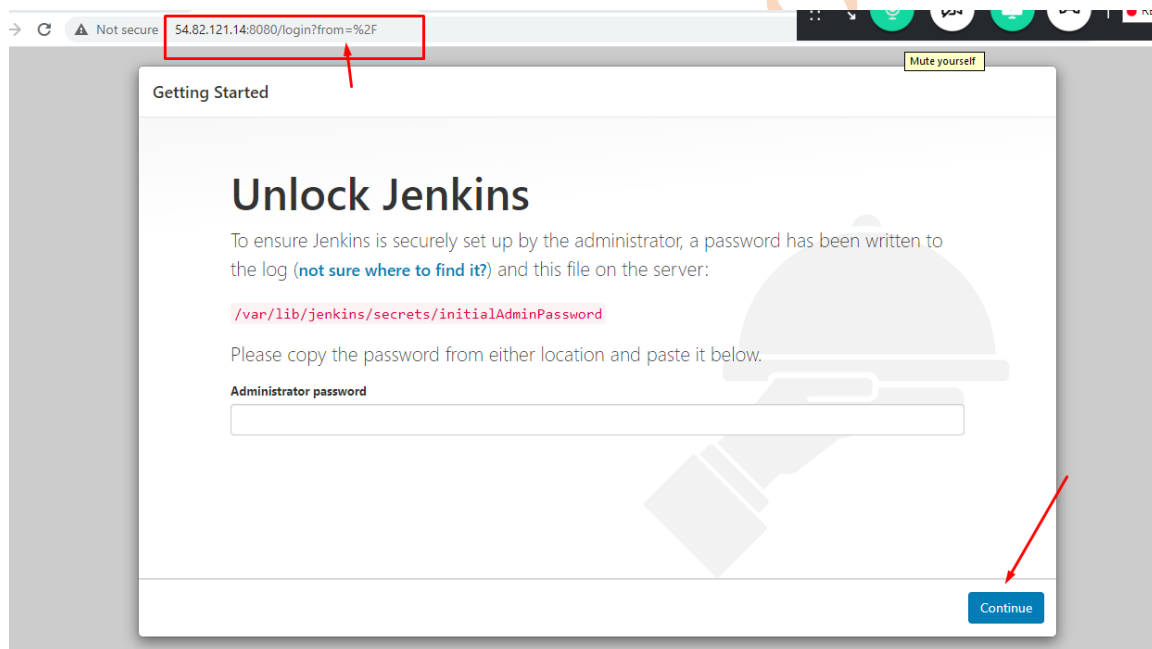 Not secure 54.82.121.14:8080/login?from=%2F
Mute yourself
Getting Started
Unlock Jenkins
To ensure Jenkins is securely set up by the administrator, a password has been written to
the log (not sure where to find it?) and this file on the server:
/var/lib/jenkins/secrets/initialAdminPassword
Please copy the password from either location and paste it below.
Administrator password
Continue